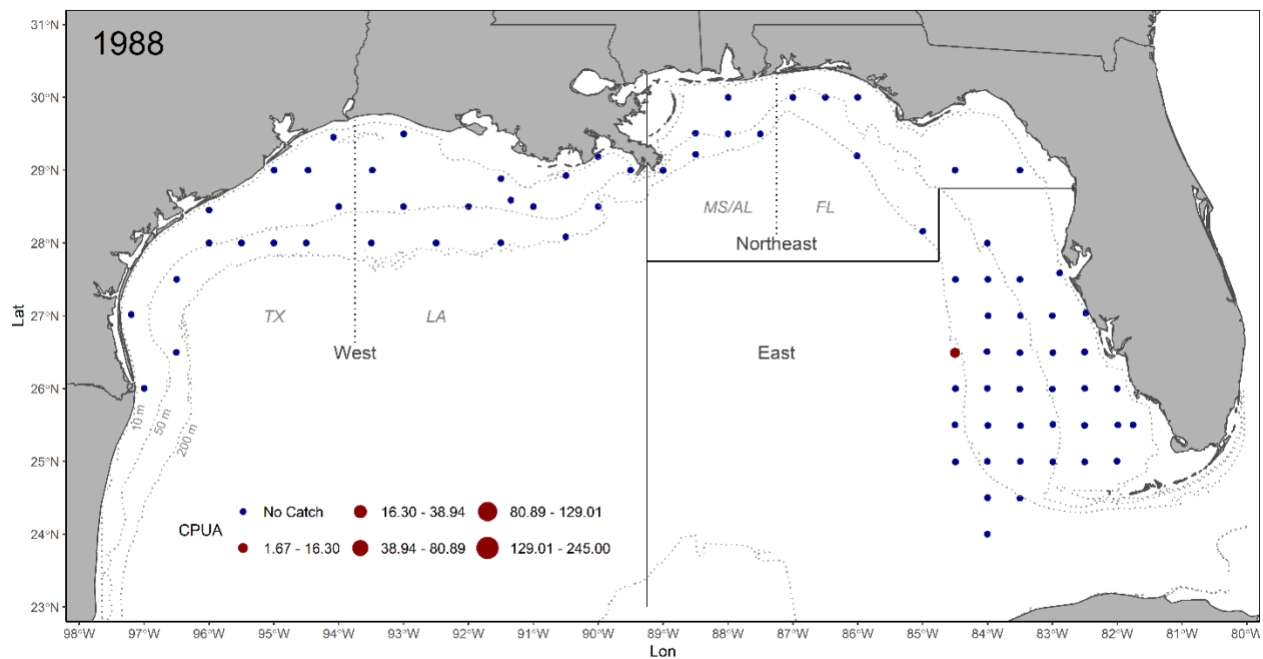 1988
31°N
30°N
29°N
28°N
27°N
26°N
25°N
24°N
23°N
Lat
MS/AL
FL
Northeast
TX
LA
West
East
10 m
50 m
200 m
CPUA
No Catch
16.30 - 38.94
80.89 - 129.01
1.67 - 16.30
38.94 - 80.89
129.01 - 245.00
98°W 97°W 96°W 95°W 94°W 93°W 92°W 91°W 90°W 89°W 88°W 87°W 86°W 85°W 84°W 83°W 82°W 81°W 80°W
Lon